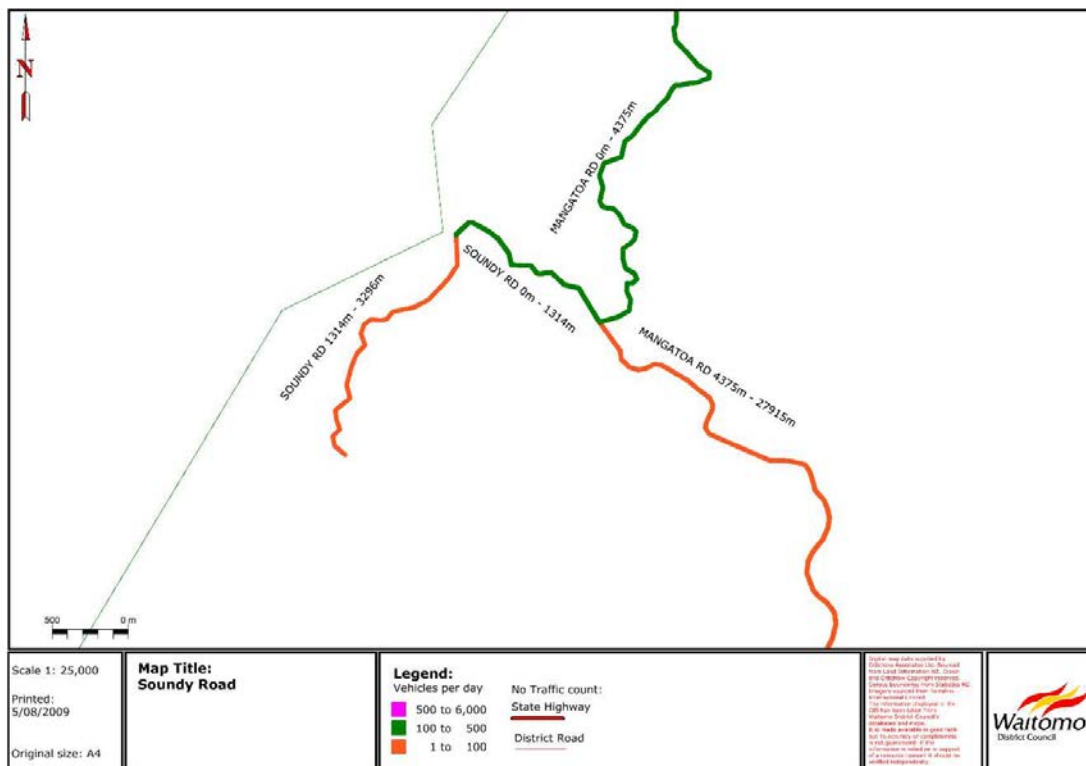 N
MANGATOA RD 0m - 4375m
SOUNDY RD 0m - 1314m
SOUNDY RD 1314m - 3296m
MANGATOA RD 4375m - 27915m
500 0 m
Scale 1: 25,000
Printed:
5/08/2009
Original size: A4
Map Title:
Soundy Road
Legend:
Vehicles per day
500 to 6,000
100 to 500
1 to 100
No Traffic count:
State Highway
District Road
Waitomo
District Council